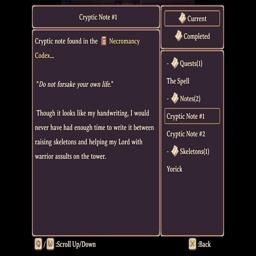 Cryptic Note #1
Cryptic note found in the Necromancy
Codex...
"Do not forsake your own life."
Though it looks like my handwriting, I would
never have had enough time to write it between
raising skeletons and helping my Lord with
warrior assaults on the tower.
Current
Completed
- Quests(1)
The Spell
- Notes(2)
Cryptic Note #1
Cryptic Note #2
- Skeletons(1)
Yorick
/ :Scroll Up/Down
X :Back